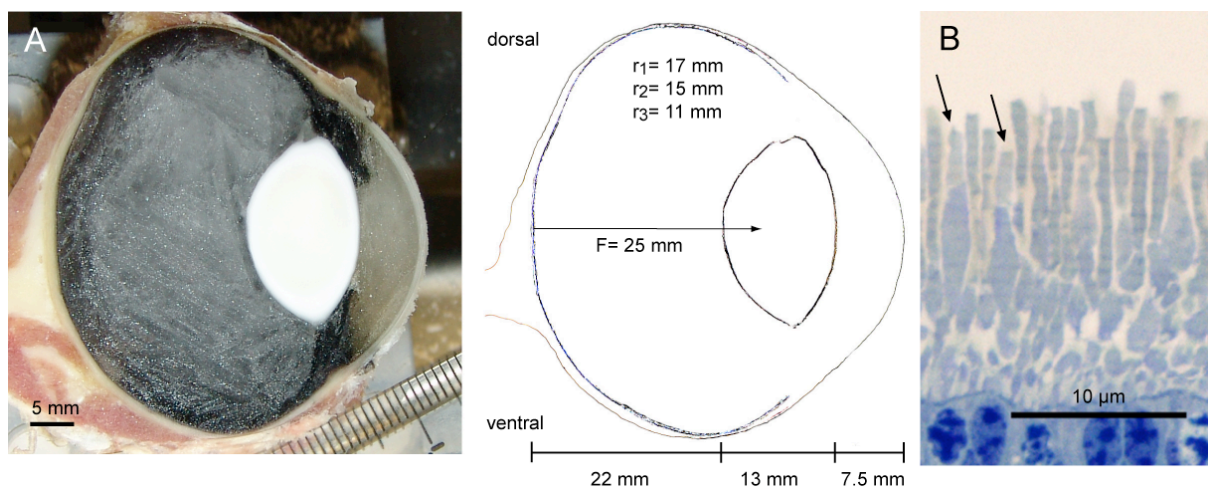 A
5 mm
dorsal
r1= 17 mm
r2= 15 mm
r3= 11 mm
F= 25 mm
ventral
22 mm
13 mm
7.5 mm
B
10 µm